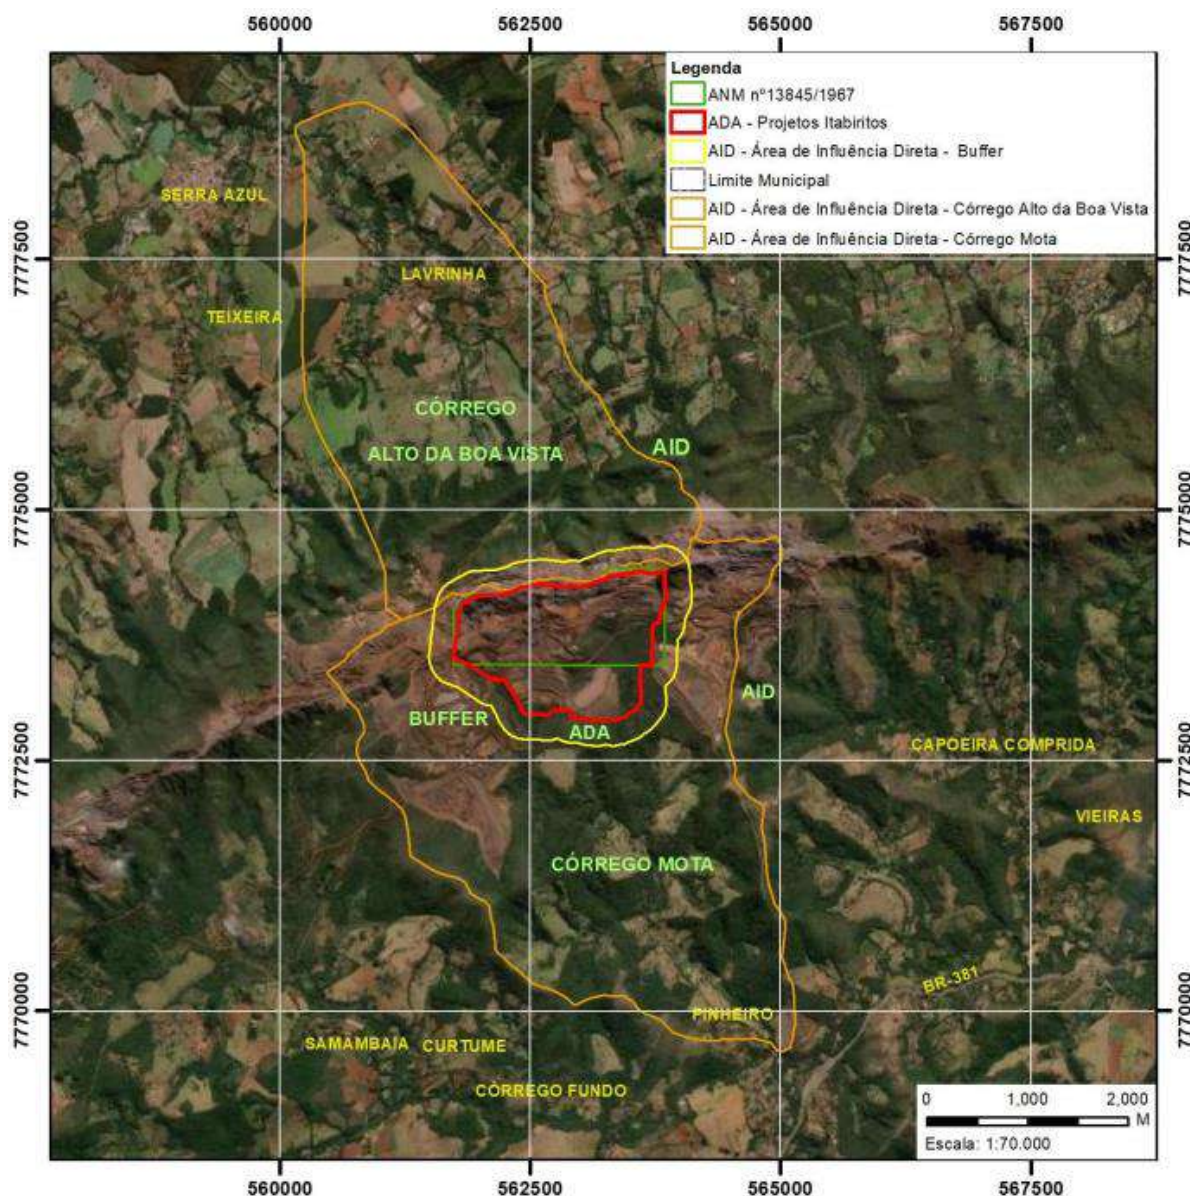 560000 562500 565000 567500
Legenda
ANM nº13845/1967
ADA - Projetos Itabiritos
AID - Área de Influência Direta - Buffer
Limite Municipal
AID - Área de Influência Direta - Córrego Alto da Boa Vista
AID - Área de Influência Direta - Córrego Mota
SERRA AZUL
7777500 7777500
LAVRINHA
TEIXEIRA
CÓRREGO
ALTO DA BOA VISTA
AID
7775000 7775000
AID
BUFFER
ADA
CAPOEIRA COMPRIDA
7772500 7772500
VIEIRAS
CÓRREGO MOTA
BR-381
PINHEIRO
7770000 7770000
SAMAMBAIA CURTUME
CÓRREGO FUNDO
0 1,000 2,000
M
Escala: 1:70.000
560000 562500 565000 567500